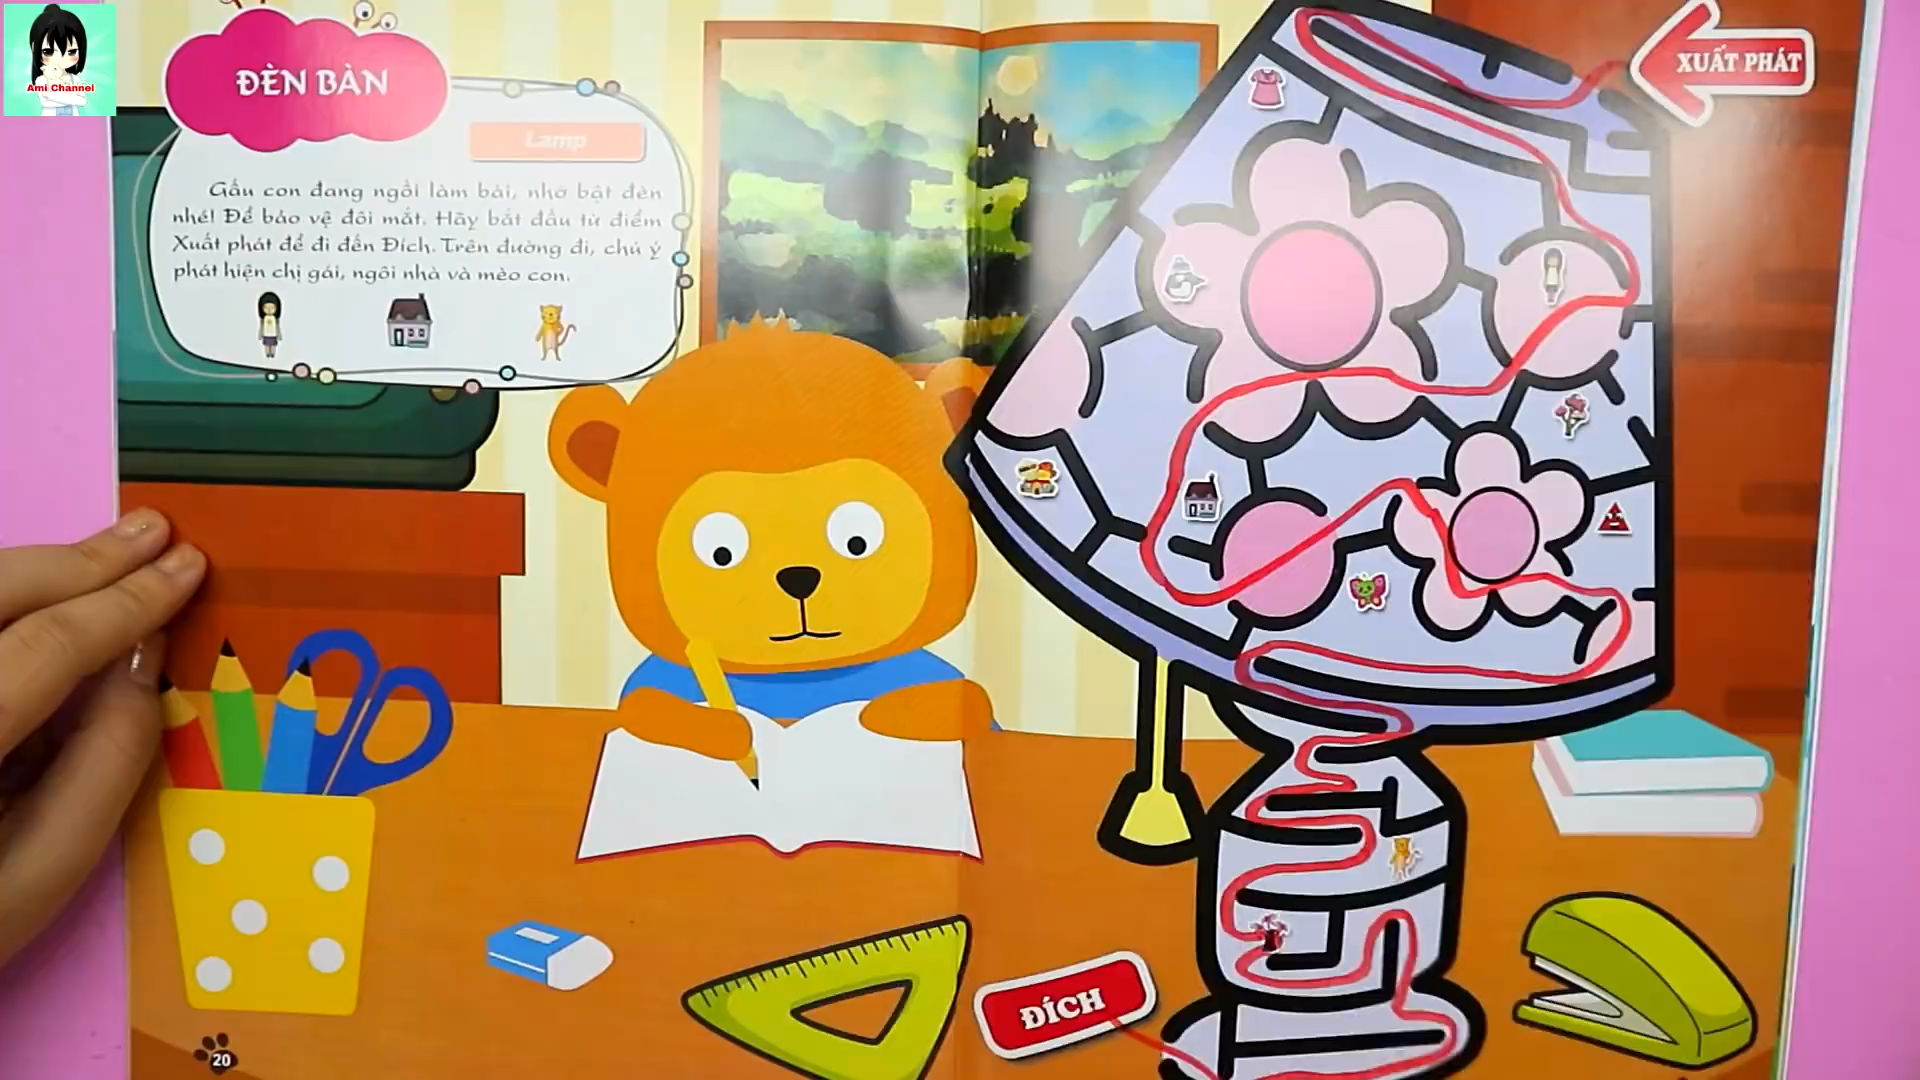 Ami Channel
ĐÈN BÀN
Lamp
Gấu con đang ngồi làm bài, nhớ bật đèn
nhé! Để bảo vệ đôi mắt. Hãy bắt đầu từ điểm
Xuất phát để đi đến Đích. Trên đường đi, chú ý
phát hiện chị gái, ngôi nhà và mèo con.
XUẤT PHÁT
ĐÍCH
20